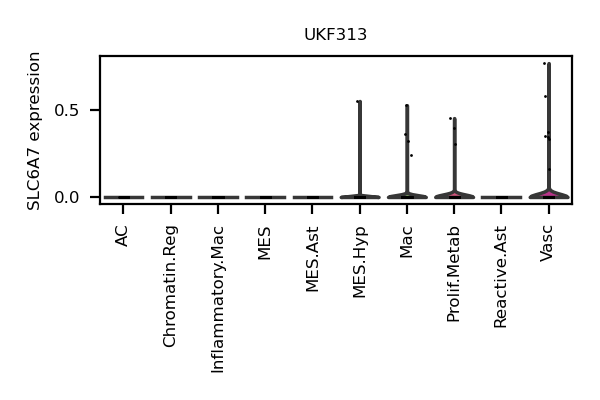 UKF313
SLC6A7 expression
0.5
0.0
AC
Chromatin.Reg
Inflammatory.Mac
MES
MES.Ast
MES.Hyp
Mac
Prolif.Metab
Reactive.Ast
Vasc